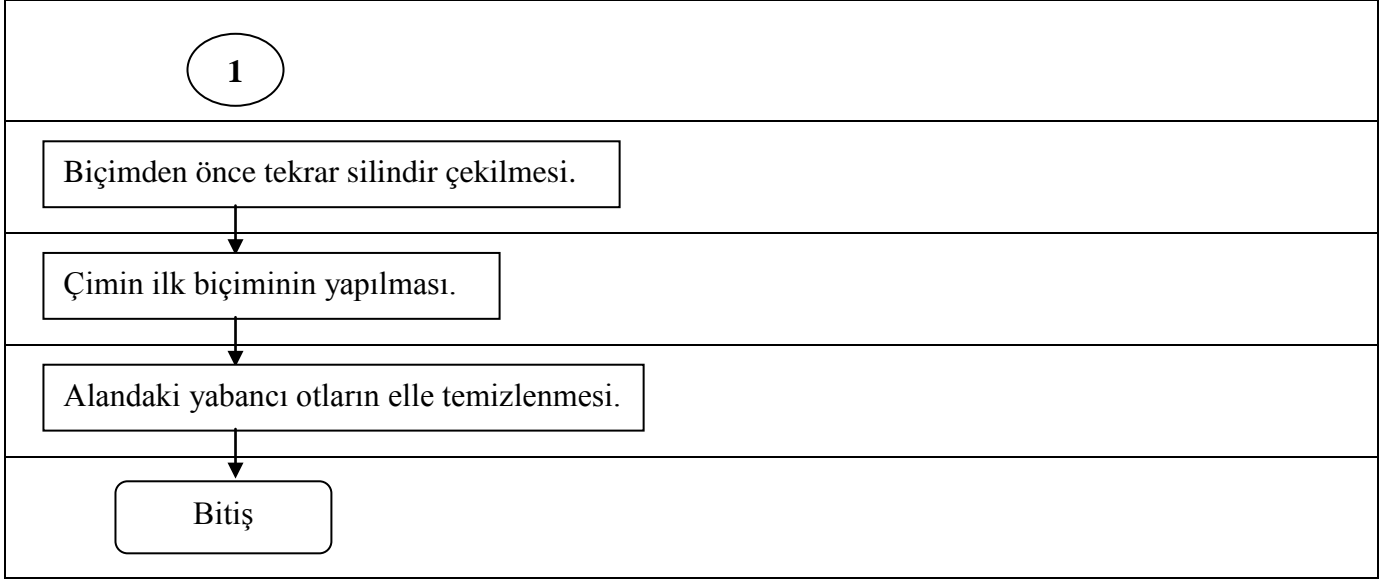 1
Biçimden önce tekrar silindir çekilmesi.
Çimin ilk biçiminin yapılması.
Alandaki yabancı otların elle temizlenmesi.
Bitiş